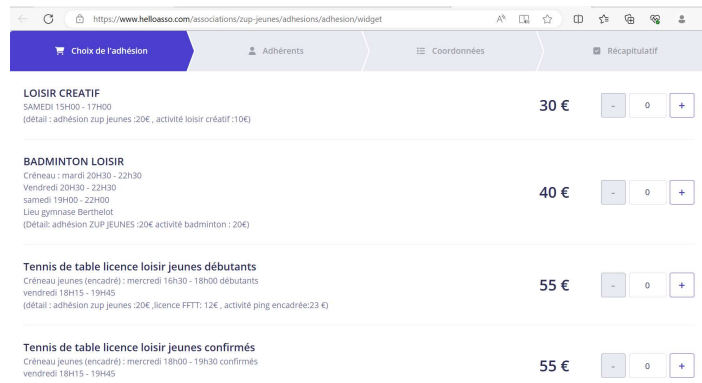 https://www.helloasso.com/associations/zup-jeunes/adhesions/adhesion/widget
Choix de l'adhésion
Adhérents
Coordonnées
Récapitulatif
LOISIR CREATIF
SAMEDI 15H00 - 17H00
(détail : adhésion zup jeunes :20€ , activité loisir créatif :10€)
30 €
- 0 +
BADMINTON LOISIR
Créneau : mardi 20H30 - 22h30
Vendredi 20H30 - 22H30
samedi 19H00 - 22H00
Lieu gymnase Berthelot
(Détail: adhésion ZUP JEUNES :20€ activité badminton : 20€)
40 €
- 0 +
Tennis de table licence loisir jeunes débutants
Créneau jeunes (encadré) : mercredi 16h30 - 18h00 débutants
vendredi 18H15 - 19H45
(détail : adhésion zup jeunes :20€ ,licence FFTT: 12€ , activité ping encadrée:23 €)
55 €
- 0 +
Tennis de table licence loisir jeunes confirmés
Créneau jeunes (encadré) : mercredi 18h00 - 19h30 confirmés
vendredi 18H15 - 19H45
55 €
- 0 +